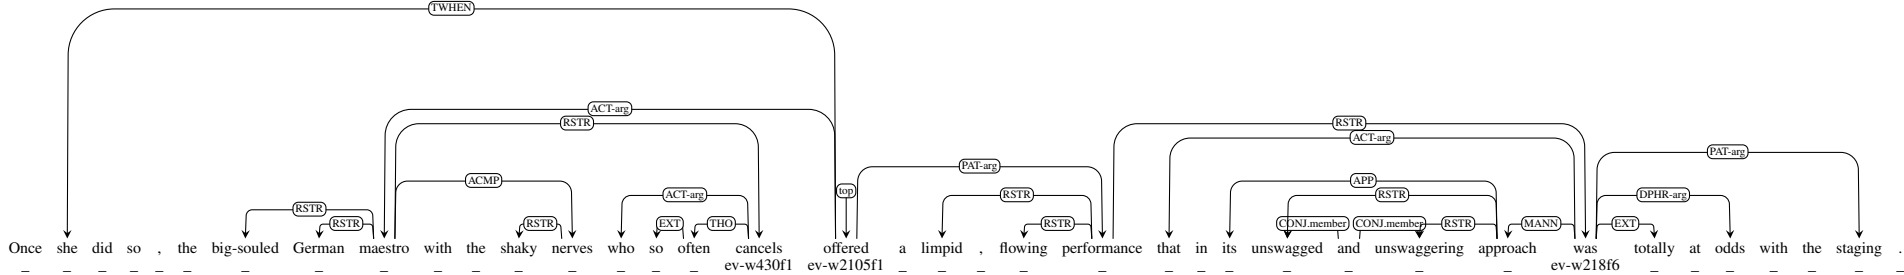 TWHEN
ACT-arg
RSTR RSTR
ACT-arg
PAT-arg PAT-arg
ACMP APP
top
ACT-arg RSTR RSTR DPHR-arg
RSTR
RSTR RSTR EXT THO RSTR CONJ.member CONJ.member RSTR MANN EXT
Once she did so , the big-souled German maestro with the shaky nerves who so often cancels offered a limpid , flowing performance that in its unswagged and unswaggering approach was totally at odds with the staging .
_ _ _ _ _ _ _ _ _ _ _ _ _ _ _ _ ev-w430f1 ev-w2105f1 _ _ _ _ _ _ _ _ _ _ _ _ ev-w218f6 _ _ _ _ _ _ _